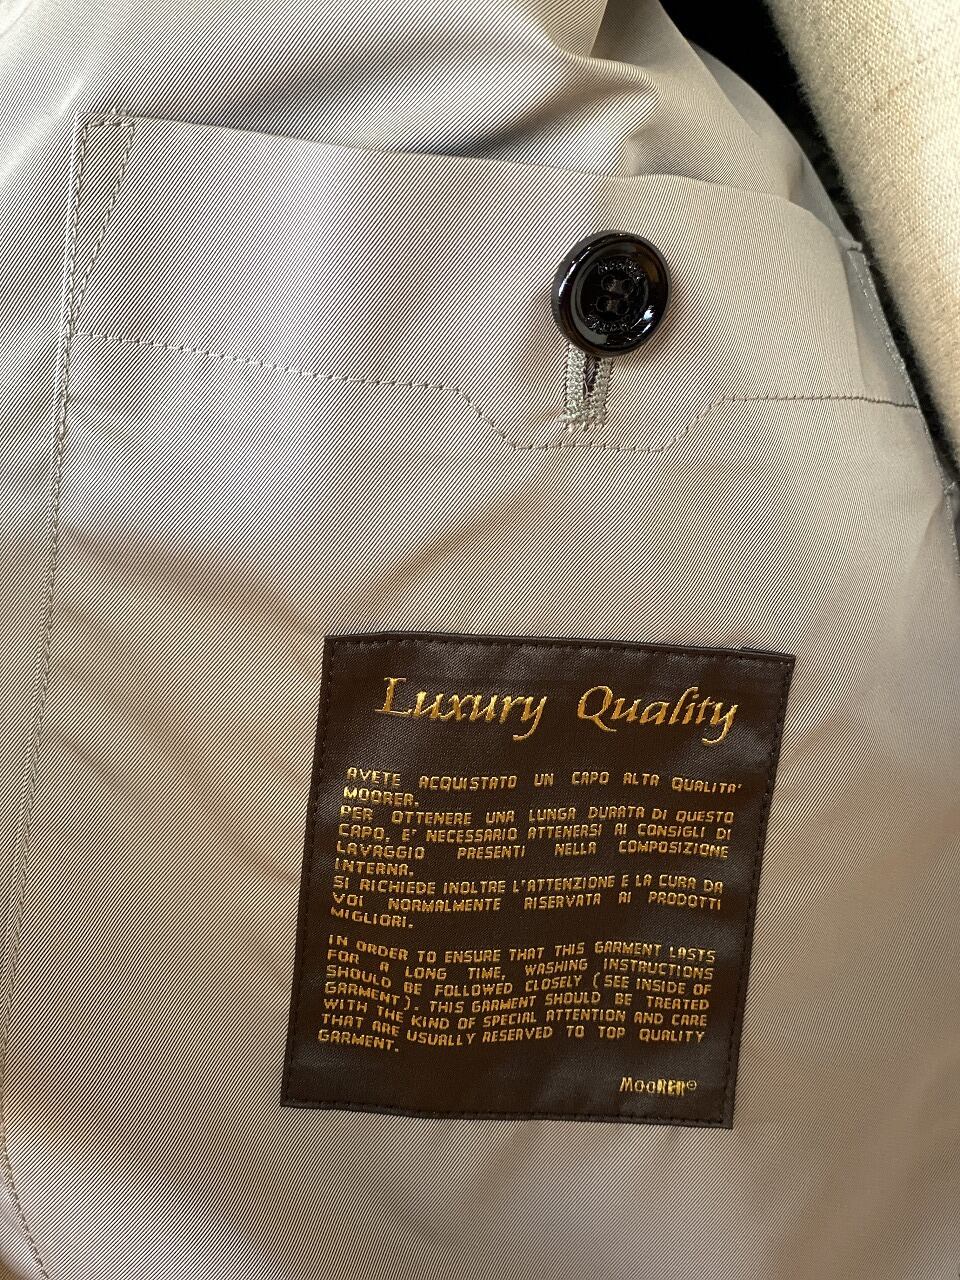 MooRER
Luxury Quality
AVETE ACQUISTATO UN CAPO ALTA QUALITA'
MOORER.
PER OTTENERE UNA LUNGA DURATA DI QUESTO
CAPO, E' NECESSARIO ATTENERSI AI CONSIGLI DI
LAVAGGIO PRESENTI NELLA COMPOSIZIONE
INTERNA.
SI RICHIEDE INOLTRE L'ATTENZIONE E LA CURA DA
VOI NORMALMENTE RISERVATA AI PRODOTTI
MIGLIORI.
IN ORDER TO ENSURE THAT THIS GARMENT LASTS
FOR A LONG TIME, WASHING INSTRUCTIONS
SHOULD BE FOLLOWED CLOSELY (SEE INSIDE OF
GARMENT). THIS GARMENT SHOULD BE TREATED
WITH THE KIND OF SPECIAL ATTENTION AND CARE
THAT ARE USUALLY RESERVED TO TOP QUALITY
GARMENT.
MooRER®